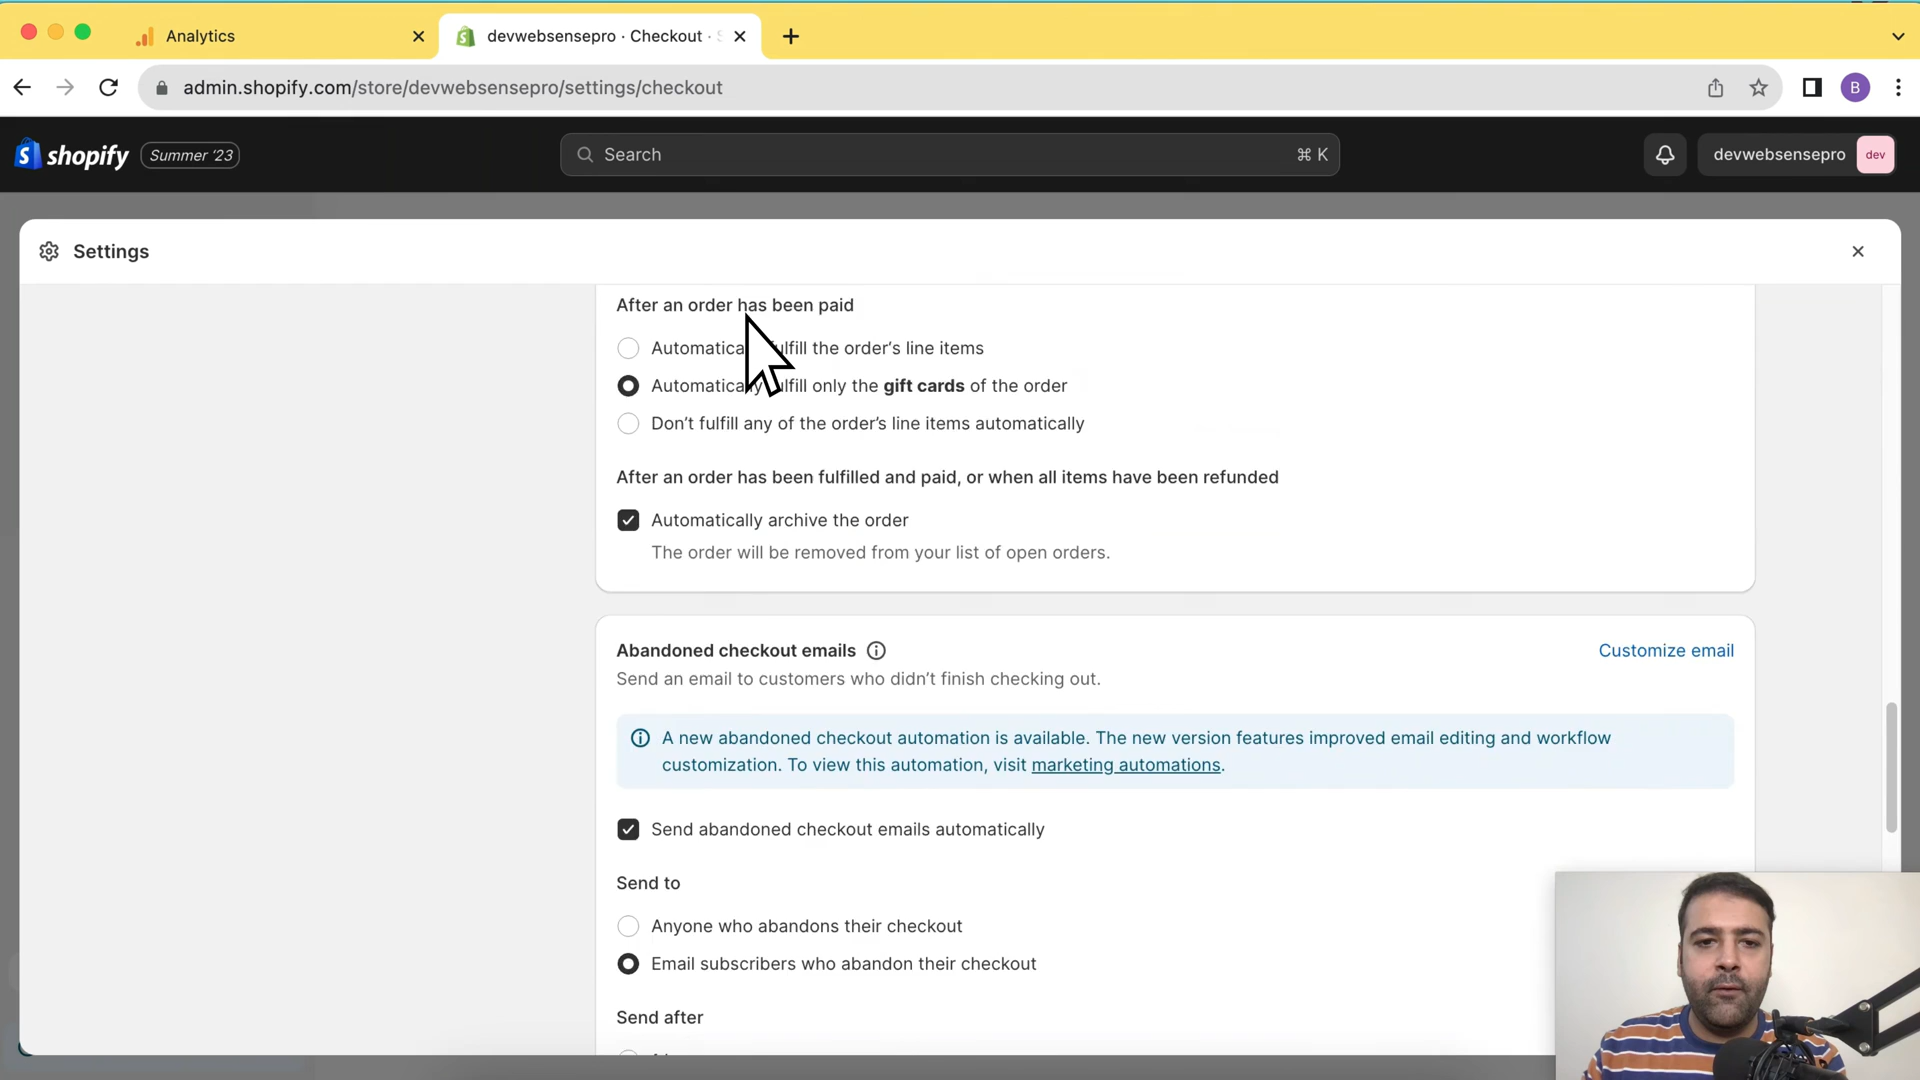 Analytics
devwebsensepro · Checkout · S
admin.shopify.com/store/devwebsensepro/settings/checkout
B
shopify
Summer '23
Search
⌘ K
devwebsensepro
dev
Settings
After an order has been paid
Automatica ulfill the order's line items
Automatically ulfill only the gift cards of the order
Don't fulfill any of the order's line items automatically
After an order has been fulfilled and paid, or when all items have been refunded
Automatically archive the order
The order will be removed from your list of open orders.
Abandoned checkout emails
Customize email
Send an email to customers who didn't finish checking out.
A new abandoned checkout automation is available. The new version features improved email editing and workflow
customization. To view this automation, visit marketing automations.
Send abandoned checkout emails automatically
Send to
Anyone who abandons their checkout
Email subscribers who abandon their checkout
Send after